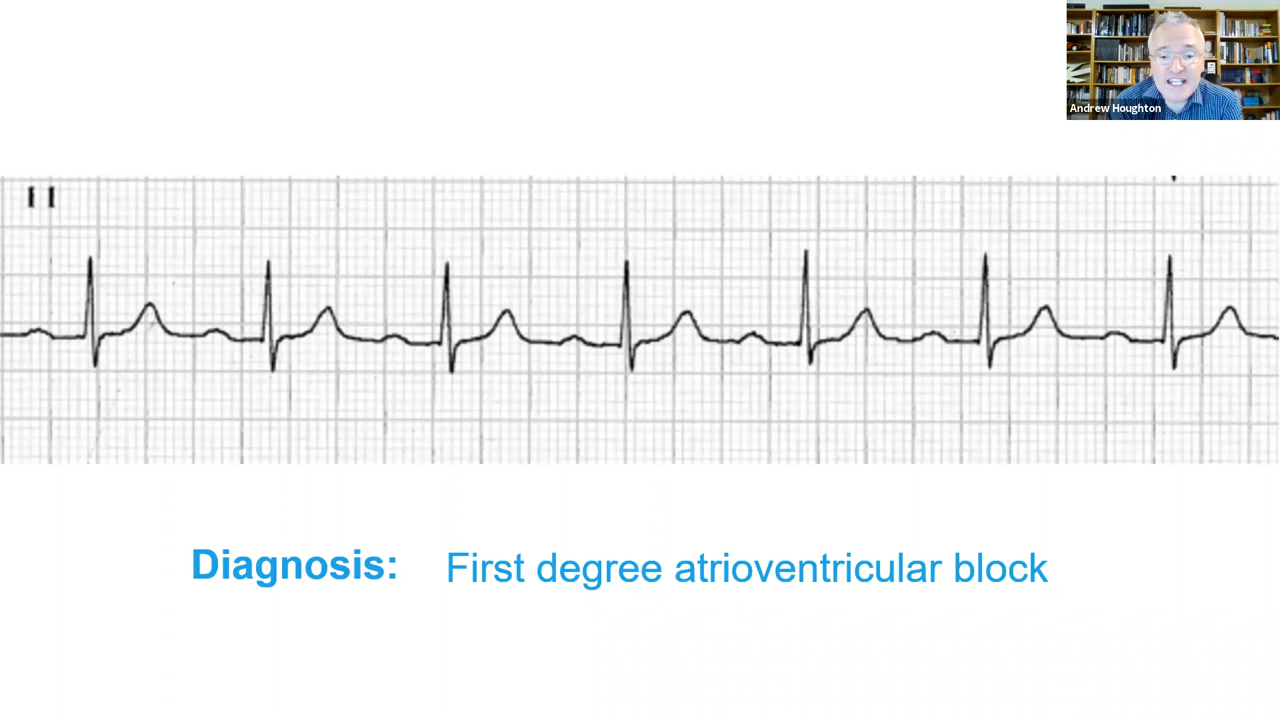 Andrew Houghton
II
Diagnosis: First degree atrioventricular block